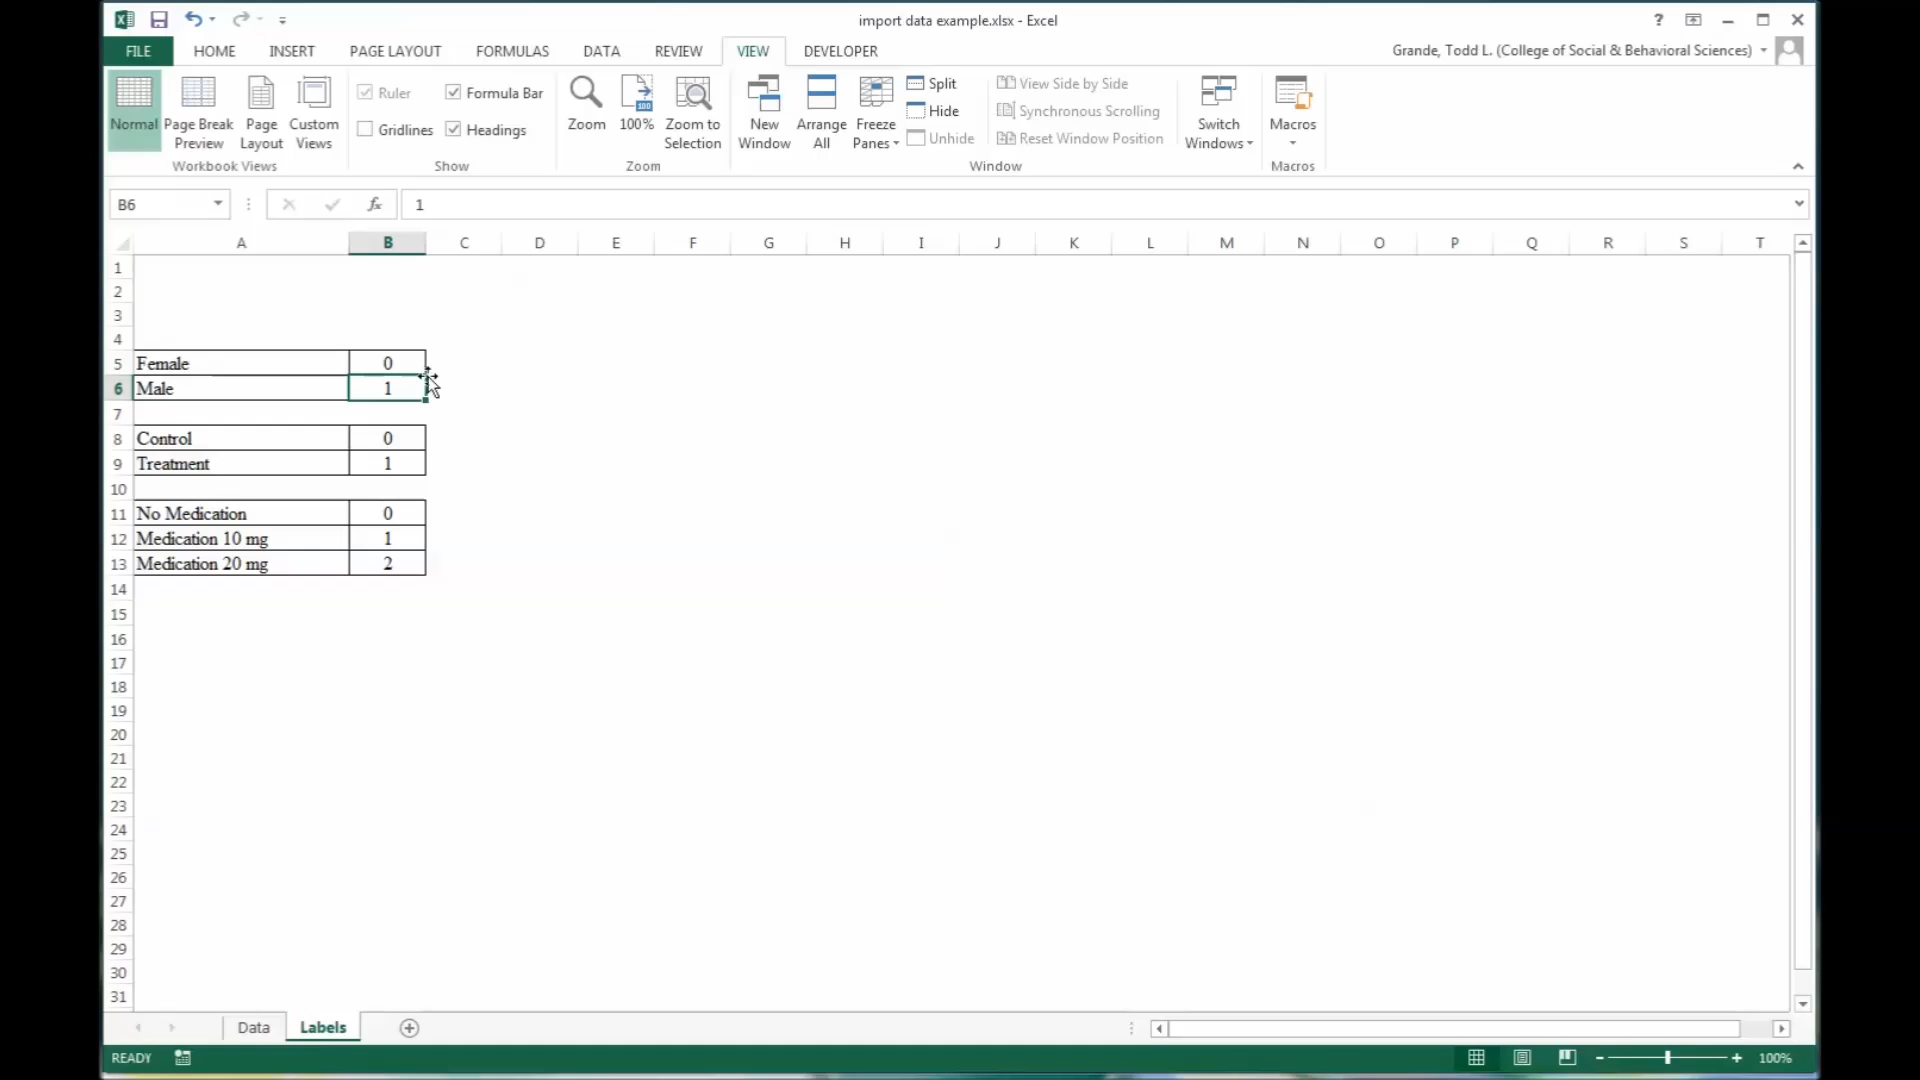 import data example.xlsx - Excel
?
FILE HOME INSERT PAGE LAYOUT FORMULAS DATA REVIEW VIEW DEVELOPER
Grande, Todd L. (College of Social & Behavioral Sciences)
Normal
Page Break Preview
Page Layout
Custom Views
Workbook Views
Ruler
Formula Bar
Gridlines
Headings
Show
Zoom
100
100%
Zoom to Selection
Zoom
New Window
Arrange All
Freeze Panes
Split
Hide
Unhide
View Side by Side
Synchronous Scrolling
Reset Window Position
Window
Switch Windows
Macros
Macros
B6
fx
1
A B C D E F G H I J K L M N O P Q R S T
1
2
3
4
5 Female 0
6 Male 1
7
8 Control 0
9 Treatment 1
10
11 No Medication 0
12 Medication 10 mg 1
13 Medication 20 mg 2
14
15
16
17
18
19
20
21
22
23
24
25
26
27
28
29
30
31
Data Labels
READY
100%